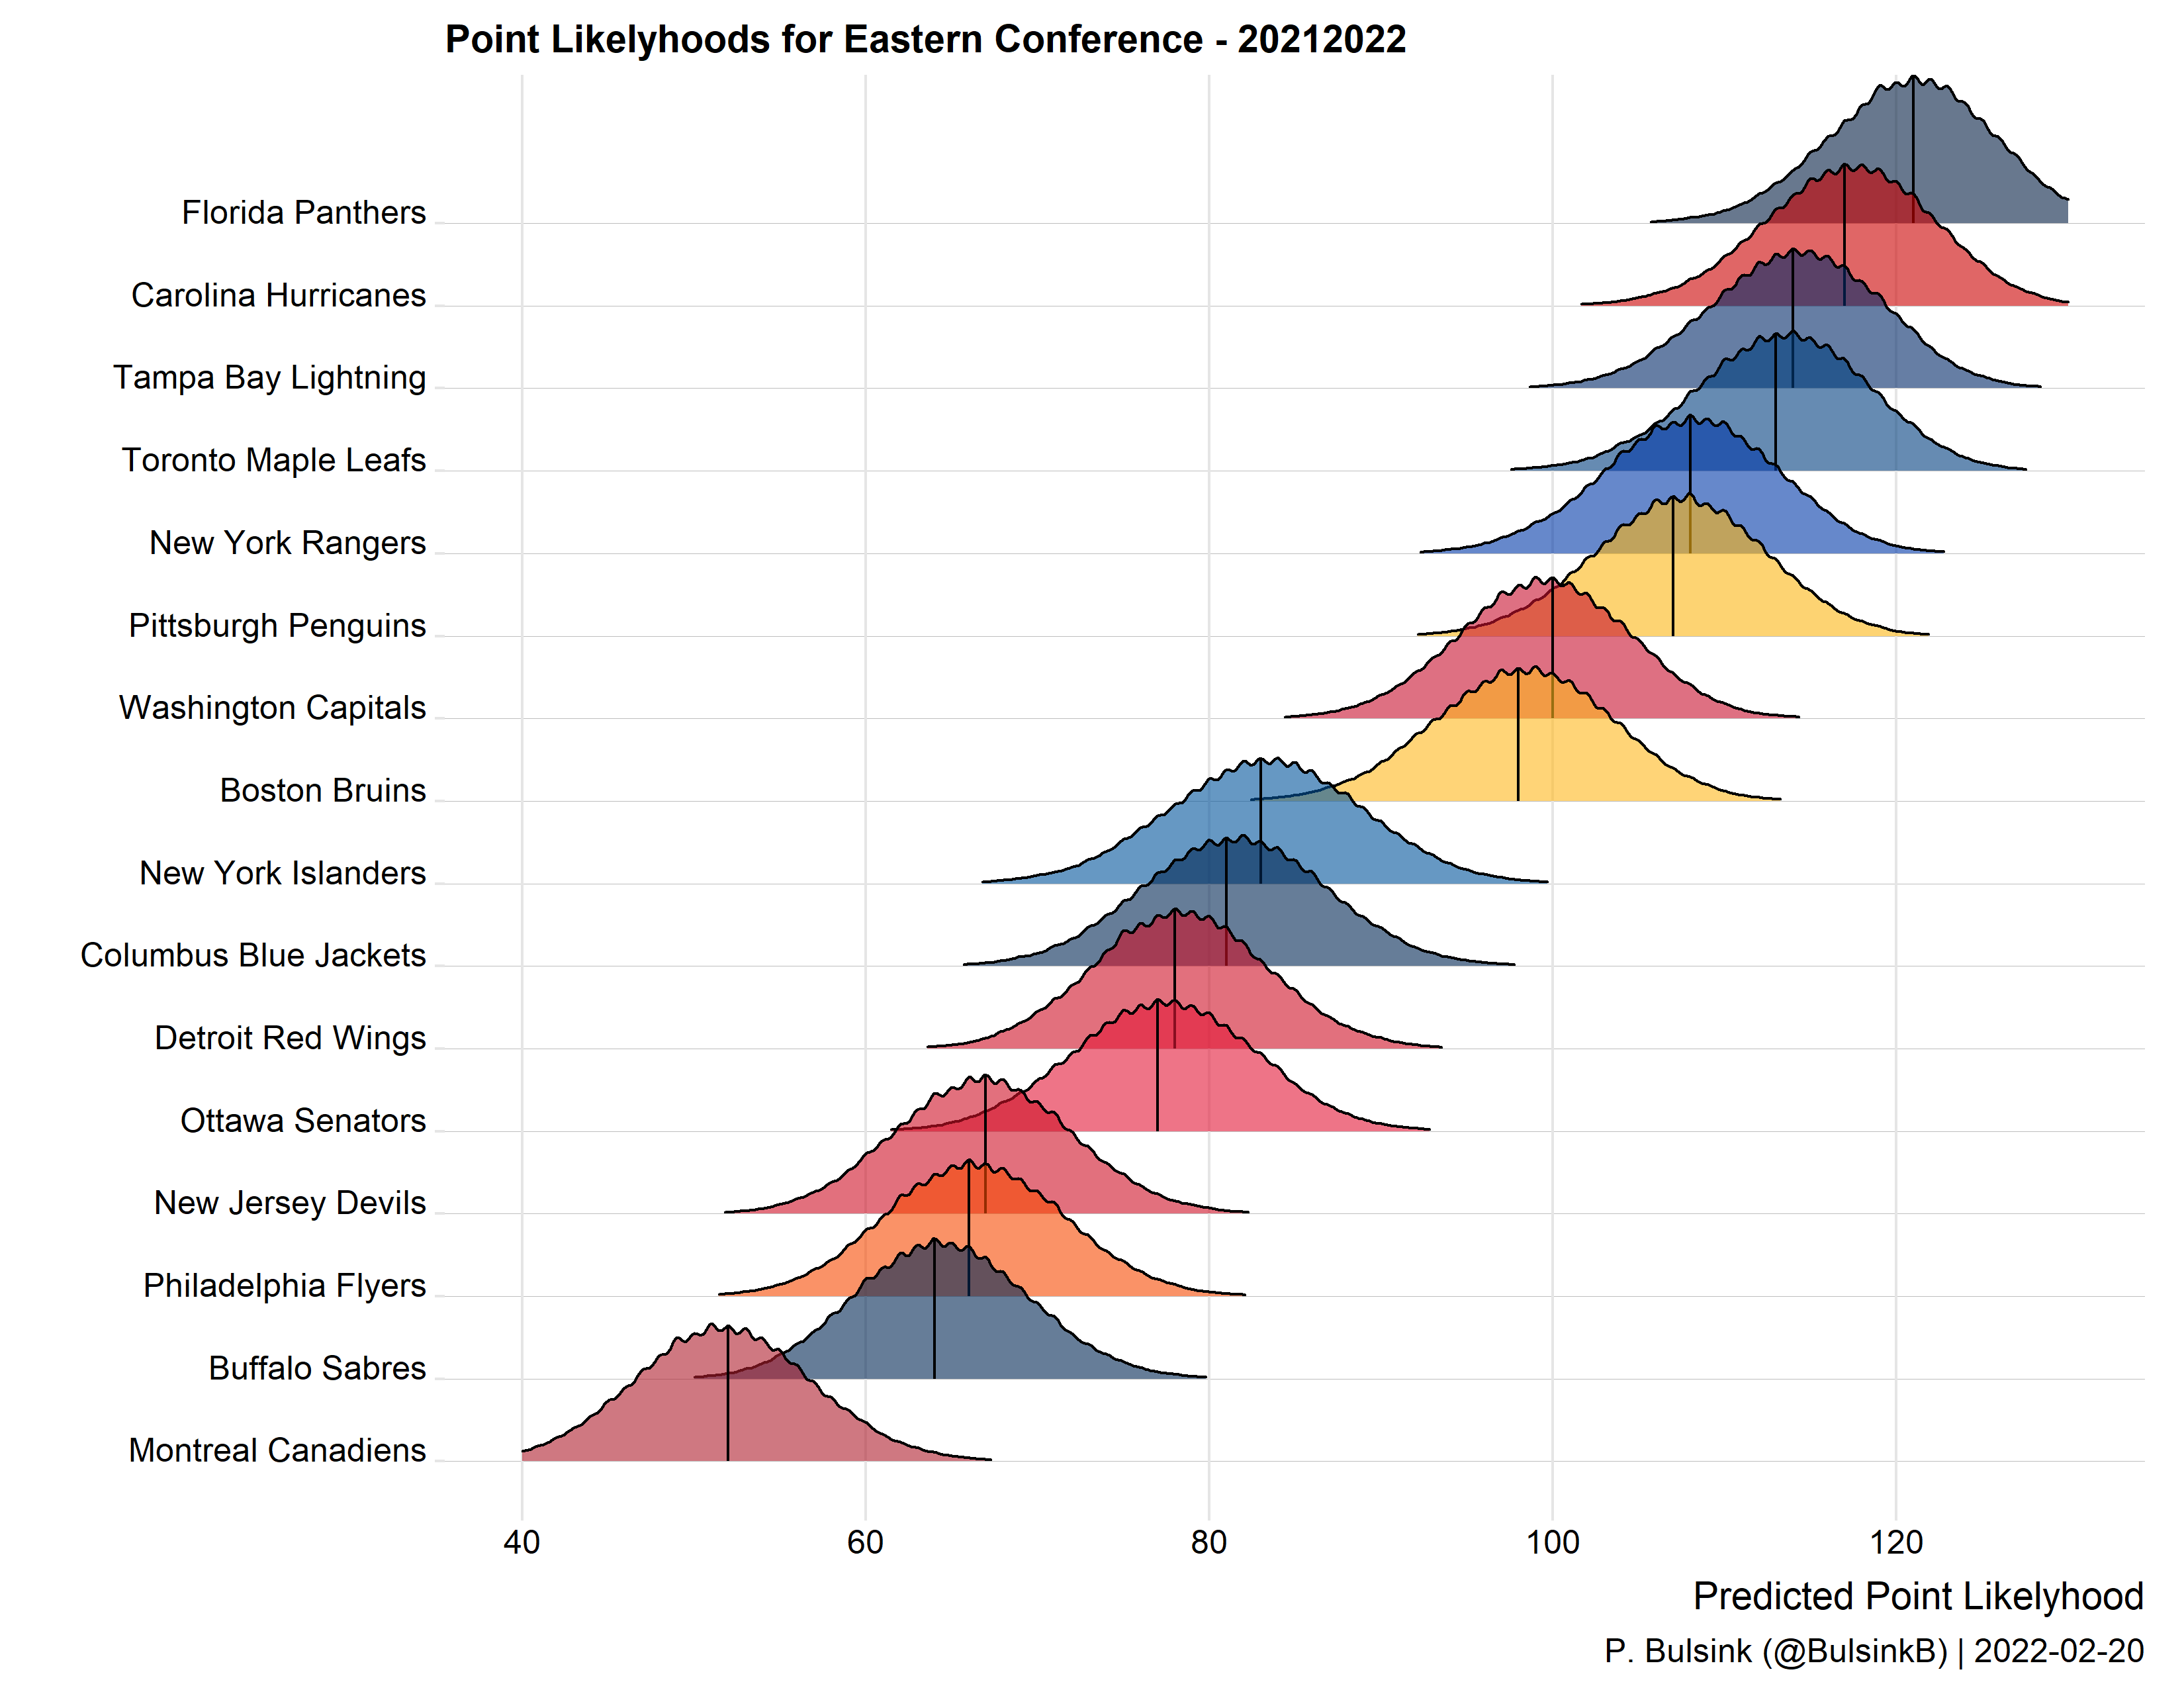 Point Likelyhoods for Eastern Conference - 20212022
Florida Panthers
Carolina Hurricanes
Tampa Bay Lightning
Toronto Maple Leafs
New York Rangers
Pittsburgh Penguins
Washington Capitals
Boston Bruins
New York Islanders
Columbus Blue Jackets
Detroit Red Wings
Ottawa Senators
New Jersey Devils
Philadelphia Flyers
Buffalo Sabres
Montreal Canadiens
40 60 80 100 120
Predicted Point Likelyhood
P. Bulsink (@BulsinkB) | 2022-02-20